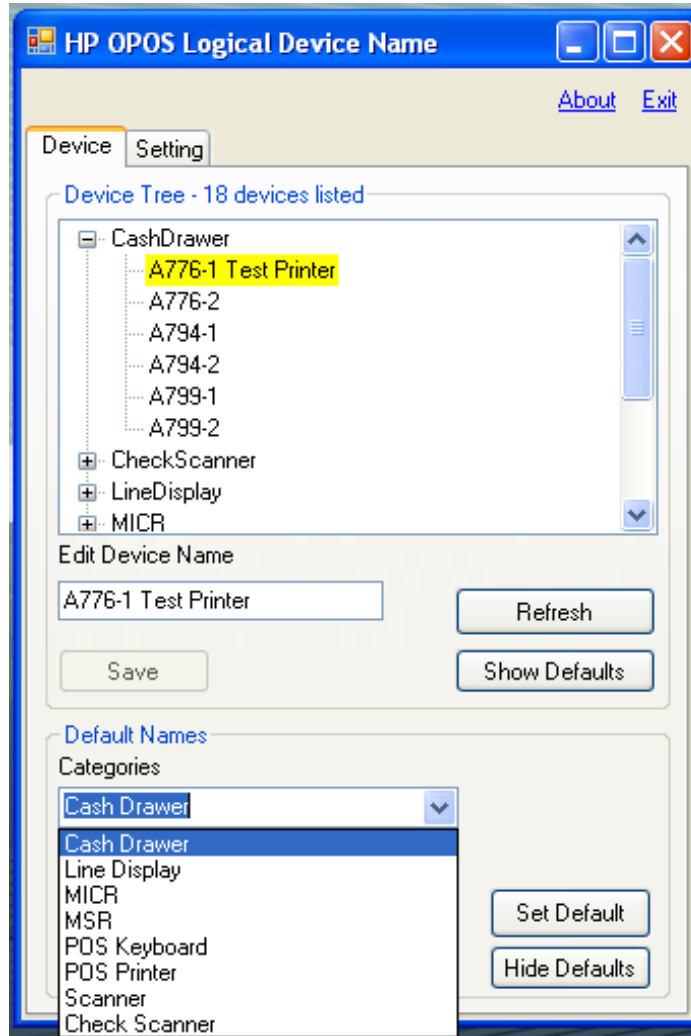 HP OPOS Logical Device Name
About Exit
Device Setting
Device Tree - 18 devices listed
CashDrawer
A776-1 Test Printer
A776-2
A794-1
A794-2
A799-1
A799-2
CheckScanner
LineDisplay
MICR
Edit Device Name
A776-1 Test Printer
Refresh
Save
Show Defaults
Default Names
Categories
Cash Drawer
Cash Drawer
Line Display
MICR
MSR
POS Keyboard
POS Printer
Scanner
Check Scanner
Set Default
Hide Defaults